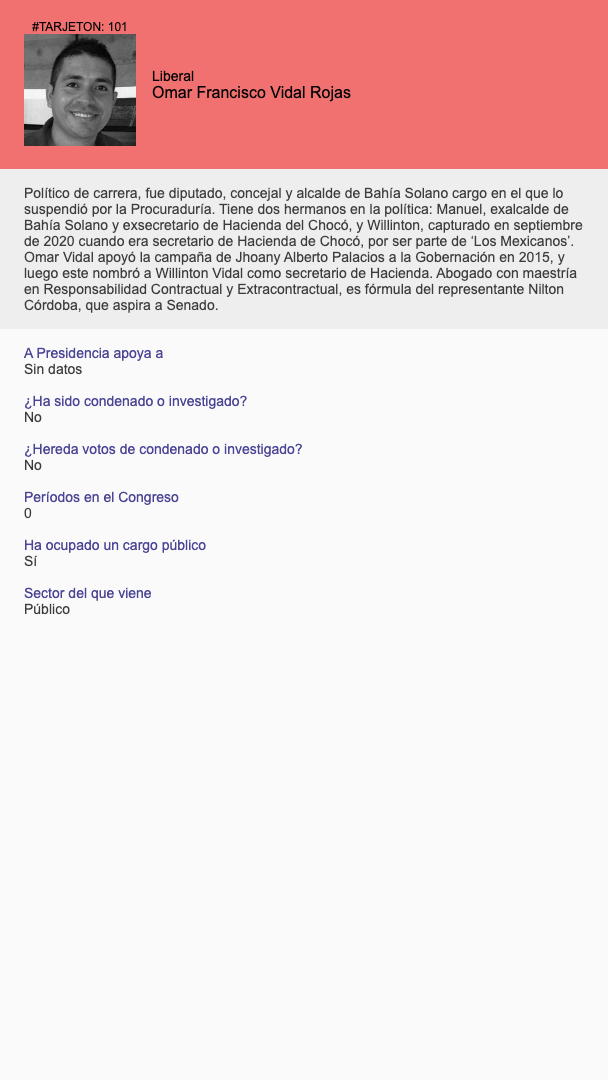 #TARJETON: 101
Liberal
Omar Francisco Vidal Rojas
Político de carrera, fue diputado, concejal y alcalde de Bahía Solano cargo en el que lo
suspendió por la Procuraduría. Tiene dos hermanos en la política: Manuel, exalcalde de
Bahía Solano y exsecretario de Hacienda del Chocó, y Willinton, capturado en septiembre
de 2020 cuando era secretario de Hacienda de Chocó, por ser parte de ‘Los Mexicanos’.
Omar Vidal apoyó la campaña de Jhoany Alberto Palacios a la Gobernación en 2015, y
luego este nombró a Willinton Vidal como secretario de Hacienda. Abogado con maestría
en Responsabilidad Contractual y Extracontractual, es fórmula del representante Nilton
Córdoba, que aspira a Senado.
A Presidencia apoya a
Sin datos
¿Ha sido condenado o investigado?
No
¿Hereda votos de condenado o investigado?
No
Períodos en el Congreso
0
Ha ocupado un cargo público
Sí
Sector del que viene
Público